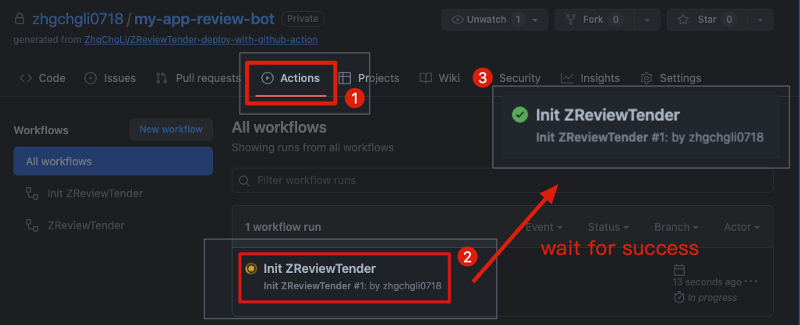 zhgchgli0718 / my-app-review-bot Private
Unwatch 1 Fork 0 Star 0
generated from ZhgChgLi/ZReviewTender-deploy-with-github-action
Code Issues Pull requests Actions Projects Wiki Security Insights Settings
1
3
Init ZReviewTender
Init ZReviewTender #1: by zhgchgli0718
Workflows New workflow
All workflows
Init ZReviewTender
ZReviewTender
All workflows
Showing runs from all workflows
Filter workflow runs
1 workflow run Event Status Branch Actor
wait for success
2
Init ZReviewTender
Init ZReviewTender #1: by zhgchgli0718
13 seconds ago ...
In progress